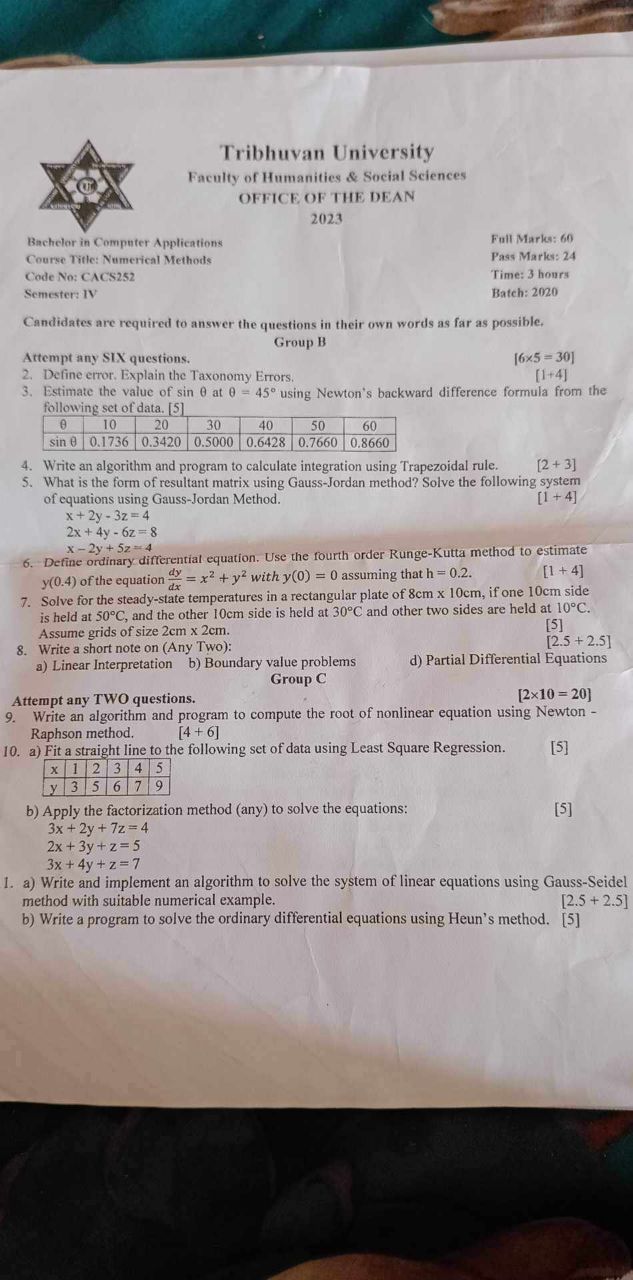 Tribhuvan University
Faculty of Humanities & Social Sciences
OFFICE OF THE DEAN
2023
Bachelor in Computer Applications
Course Title: Numerical Methods
Code No: CACS252
Semester: IV
Full Marks: 60
Pass Marks: 24
Time: 3 hours
Batch: 2020
Candidates are required to answer the questions in their own words as far as possible.
Group B
Attempt any SIX questions. [6×5 = 30]
2. Define error. Explain the Taxonomy Errors. [1+4]
3. Estimate the value of sin θ at θ = 45° using Newton's backward difference formula from the
following set of data. [5]
θ 10 20 30 40 50 60
sin θ 0.1736 0.3420 0.5000 0.6428 0.7660 0.8660
4. Write an algorithm and program to calculate integration using Trapezoidal rule. [2 + 3]
5. What is the form of resultant matrix using Gauss-Jordan method? Solve the following system
of equations using Gauss-Jordan Method. [1 + 4]
x + 2y - 3z = 4
2x + 4y - 6z = 8
x – 2y + 5z = 4
6. Define ordinary differential equation. Use the fourth order Runge-Kutta method to estimate
y(0.4) of the equation dy/dx = x² + y² with y(0) = 0 assuming that h = 0.2. [1 + 4]
7. Solve for the steady-state temperatures in a rectangular plate of 8cm x 10cm, if one 10cm side
is held at 50°C, and the other 10cm side is held at 30°C and other two sides are held at 10°C.
Assume grids of size 2cm x 2cm. [5]
8. Write a short note on (Any Two): [2.5 + 2.5]
a) Linear Interpretation b) Boundary value problems d) Partial Differential Equations
Group C
Attempt any TWO questions. [2×10 = 20]
9. Write an algorithm and program to compute the root of nonlinear equation using Newton -
Raphson method. [4 + 6]
10. a) Fit a straight line to the following set of data using Least Square Regression. [5]
x 1 2 3 4 5
y 3 5 6 7 9
b) Apply the factorization method (any) to solve the equations: [5]
3x + 2y + 7z = 4
2x + 3y + z = 5
3x + 4y + z = 7
1. a) Write and implement an algorithm to solve the system of linear equations using Gauss-Seidel
method with suitable numerical example. [2.5 + 2.5]
b) Write a program to solve the ordinary differential equations using Heun's method. [5]